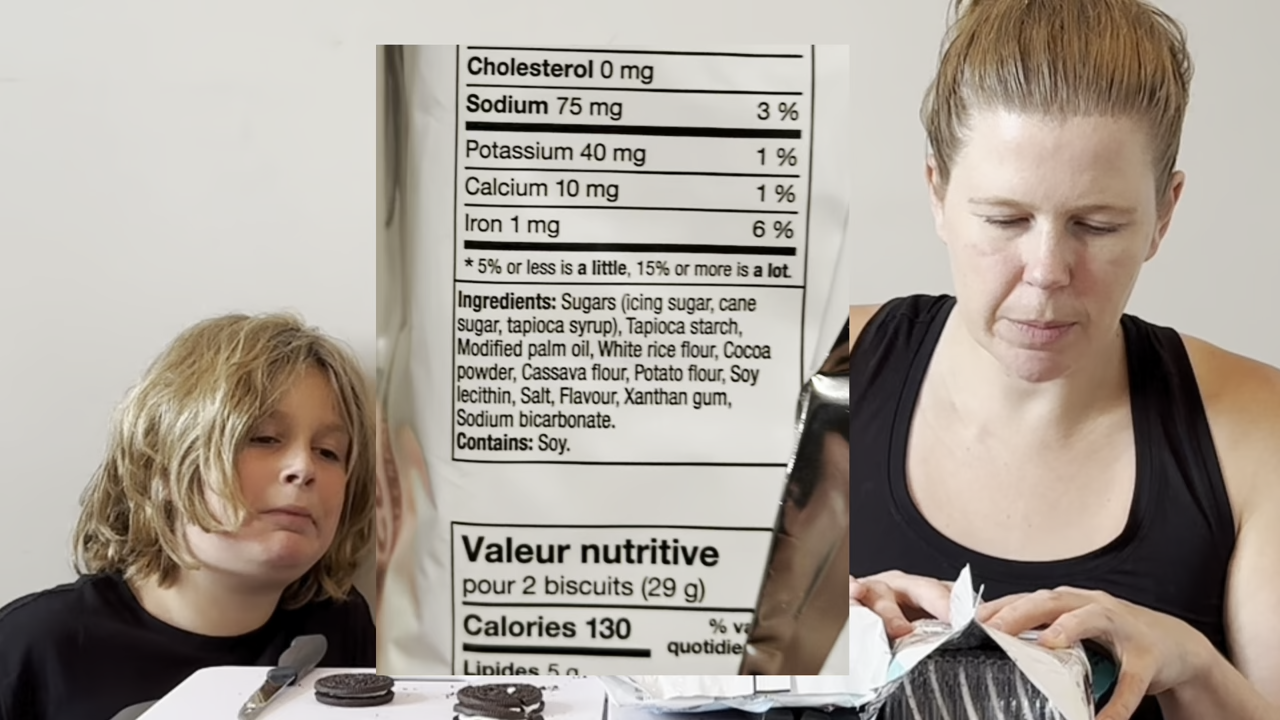 Cholesterol 0 mg
Sodium 75 mg 3 %
Potassium 40 mg 1 %
Calcium 10 mg 1 %
Iron 1 mg 6 %
* 5% or less is a little, 15% or more is a lot.
Ingredients: Sugars (icing sugar, cane
sugar, tapioca syrup), Tapioca starch,
Modified palm oil, White rice flour, Cocoa
powder, Cassava flour, Potato flour, Soy
lecithin, Salt, Flavour, Xanthan gum,
Sodium bicarbonate.
Contains: Soy.
Valeur nutritive
pour 2 biscuits (29 g)
Calories 130
%
Lipides 5 g